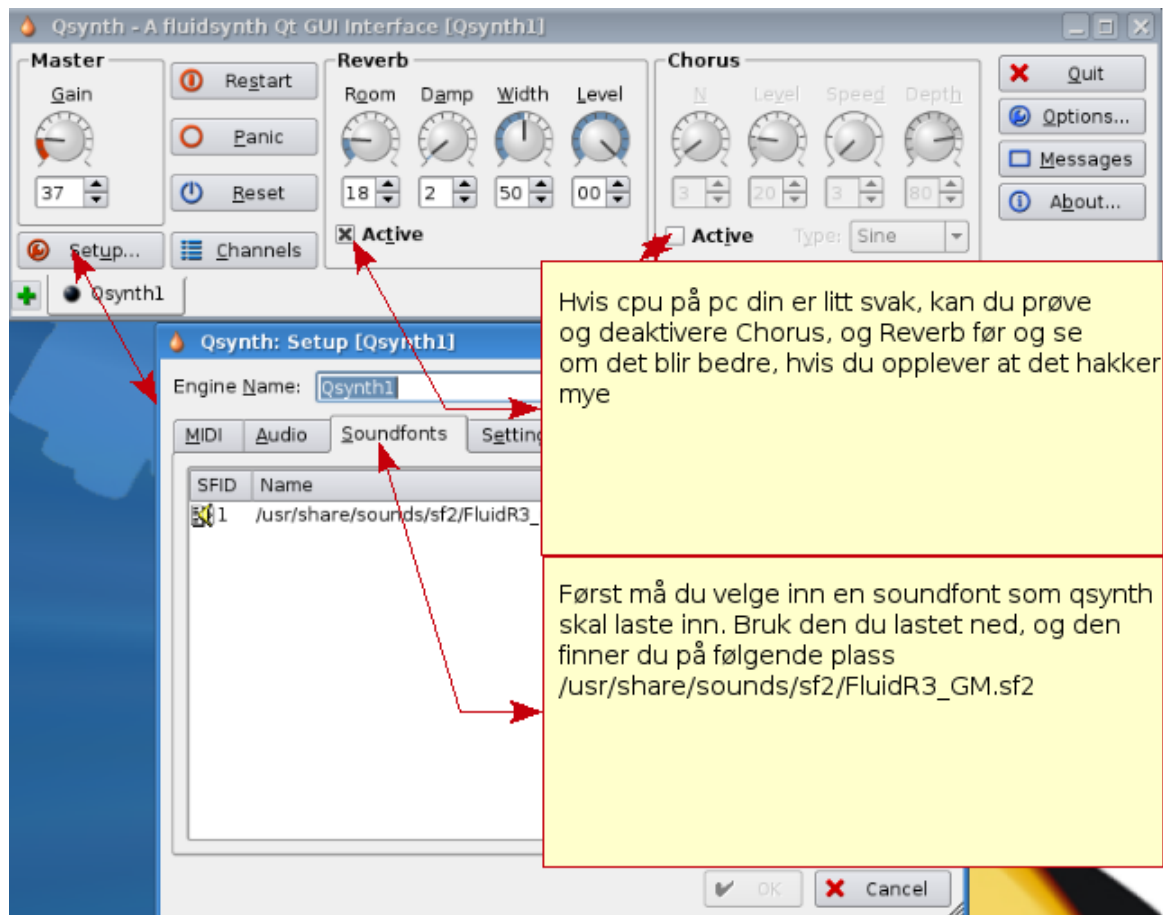 Qsynth - A fluidsynth Qt GUI Interface [Qsynth1]
Master
Gain
37
Setup...
Restart
Panic
Reset
Channels
Reverb
Room Damp Width Level
18 2 50 00
Active
Chorus
N Level Speed Depth
3 20 3 80
Active Type: Sine
Quit
Options...
Messages
About...
Qsynth1
Hvis cpu på pc din er litt svak, kan du prøve
og deaktivere Chorus, og Reverb før og se
om det blir bedre, hvis du opplever at det hakker
mye
Qsynth: Setup [Qsynth1]
Engine Name: Qsynth1
MIDI Audio Soundfonts Setting
SFID Name
1 /usr/share/sounds/sf2/FluidR3_
Først må du velge inn en soundfont som qsynth
skal laste inn. Bruk den du lastet ned, og den
finner du på følgende plass
/usr/share/sounds/sf2/FluidR3_GM.sf2
OK Cancel